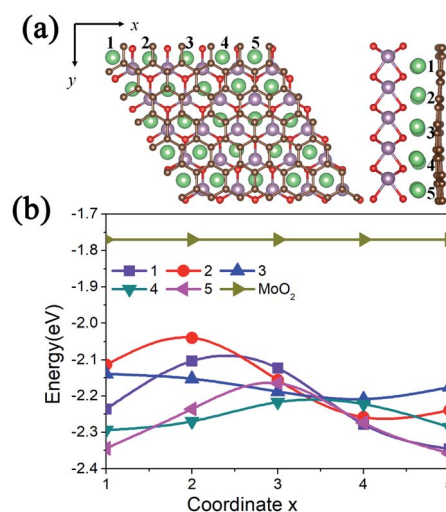 (a)
x
y
1 2 3 4 5
1
2
3
4
5
(b)
-1.7
-1.8
-1.9
-2.0
-2.1
-2.2
-2.3
-2.4
Energy(eV)
1 2 3
4 5 MoO₂
1 2 3 4
Coordinate x